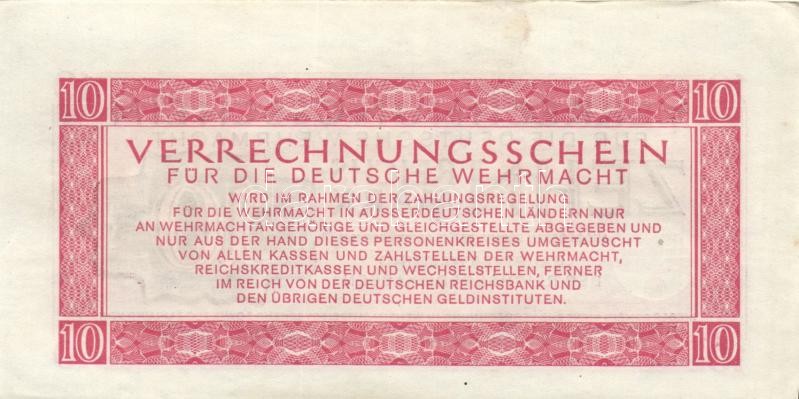 10 10
VERRECHNUNGSSCHEIN
FÜR DIE DEUTSCHE WEHRMACHT
WIRD IM RAHMEN DER ZAHLUNGSREGELUNG
FÜR DIE WEHRMACHT IN AUSSERDEUTSCHEN LÄNDERN NUR
AN WEHRMACHTANGEHÖRIGE UND GLEICHGESTELLTE ABGEGEBEN UND
NUR AUS DER HAND DIESES PERSONENKREISES UMGETAUSCHT
VON ALLEN KASSEN UND ZAHLSTELLEN DER WEHRMACHT,
REICHSKREDITKASSEN UND WECHSELSTELLEN, FERNER
IM REICH VON DER DEUTSCHEN REICHSBANK UND
DEN ÜBRIGEN DEUTSCHEN GELDINSTITUTEN.
10 10